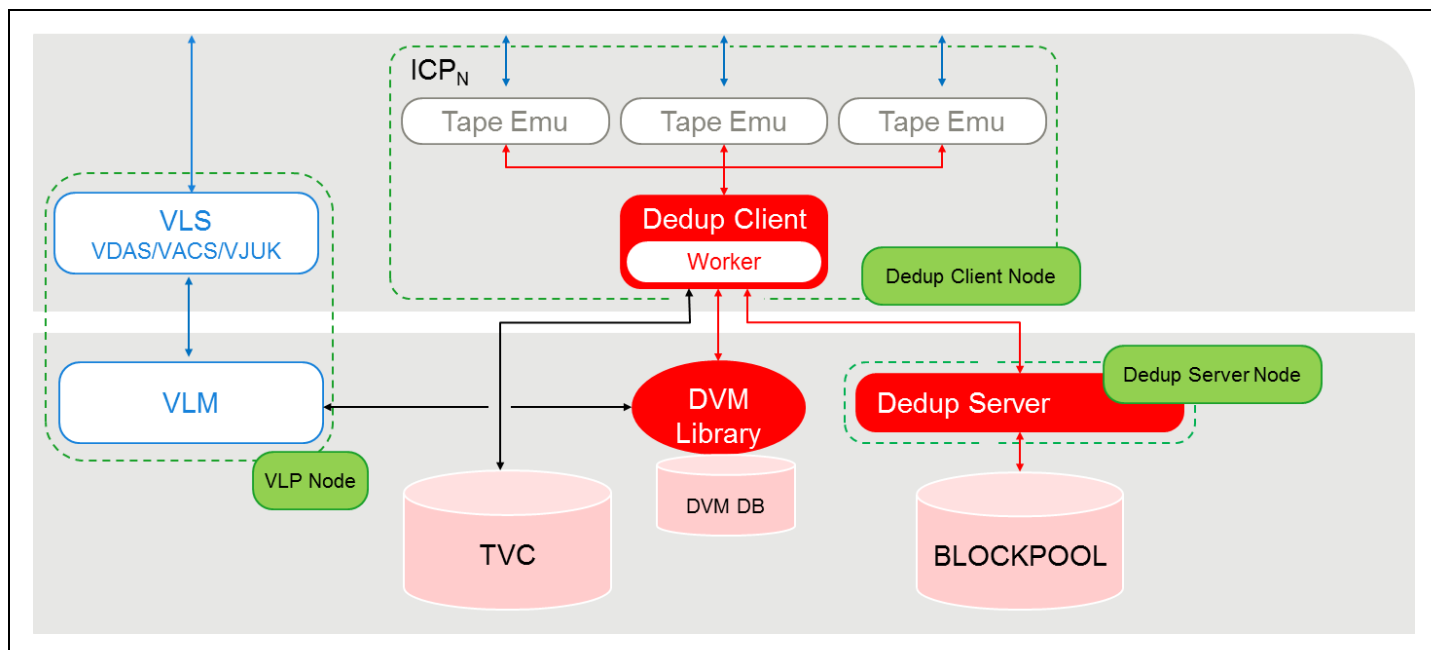 ICPN
Tape Emu
Tape Emu
Tape Emu
VLS
VDAS/VACS/VJUK
Dedup Client
Worker
Dedup Client Node
VLM
DVM
Library
Dedup Server
Dedup Server Node
VLP Node
DVM DB
TVC
BLOCKPOOL